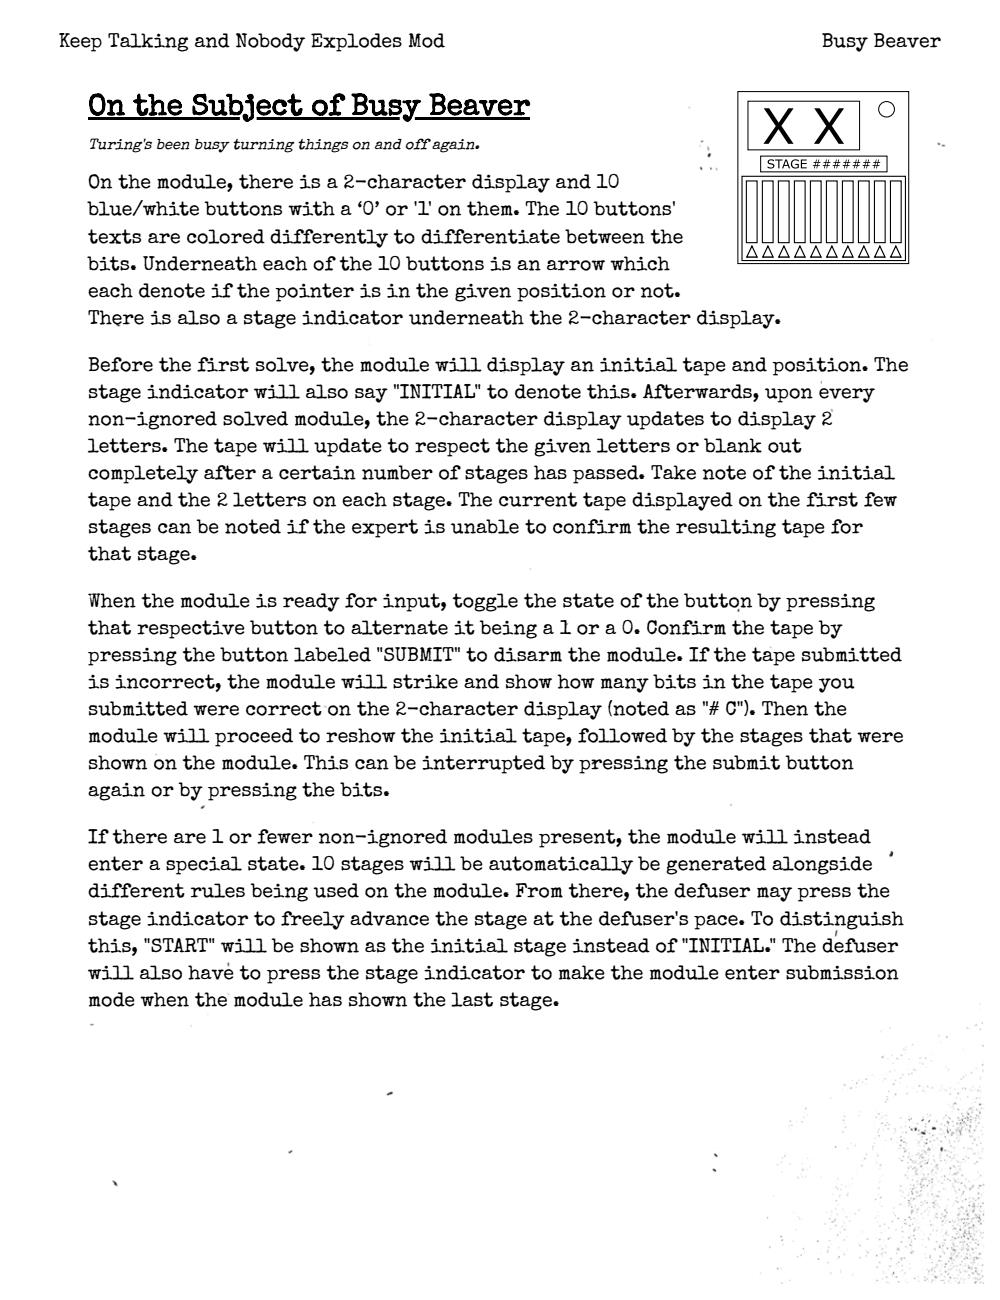 Keep Talking and Nobody Explodes Mod
Busy Beaver
On the Subject of Busy Beaver
Turing's been busy turning things on and off again.
X X
STAGE #######
On the module, there is a 2-character display and 10
blue/white buttons with a ‘0’ or '1' on them. The 10 buttons'
texts are colored differently to differentiate between the
bits. Underneath each of the 10 buttons is an arrow which
each denote if the pointer is in the given position or not.
There is also a stage indicator underneath the 2-character display.
Before the first solve, the module will display an initial tape and position. The
stage indicator will also say "INITIAL" to denote this. Afterwards, upon every
non-ignored solved module, the 2-character display updates to display 2
letters. The tape will update to respect the given letters or blank out
completely after a certain number of stages has passed. Take note of the initial
tape and the 2 letters on each stage. The current tape displayed on the first few
stages can be noted if the expert is unable to confirm the resulting tape for
that stage.
When the module is ready for input, toggle the state of the button by pressing
that respective button to alternate it being a 1 or a 0. Confirm the tape by
pressing the button labeled "SUBMIT" to disarm the module. If the tape submitted
is incorrect, the module will strike and show how many bits in the tape you
submitted were correct on the 2-character display (noted as "# C"). Then the
module will proceed to reshow the initial tape, followed by the stages that were
shown on the module. This can be interrupted by pressing the submit button
again or by pressing the bits.
If there are 1 or fewer non-ignored modules present, the module will instead
enter a special state. 10 stages will be automatically be generated alongside
different rules being used on the module. From there, the defuser may press the
stage indicator to freely advance the stage at the defuser's pace. To distinguish
this, "START" will be shown as the initial stage instead of "INITIAL." The defuser
will also have to press the stage indicator to make the module enter submission
mode when the module has shown the last stage.